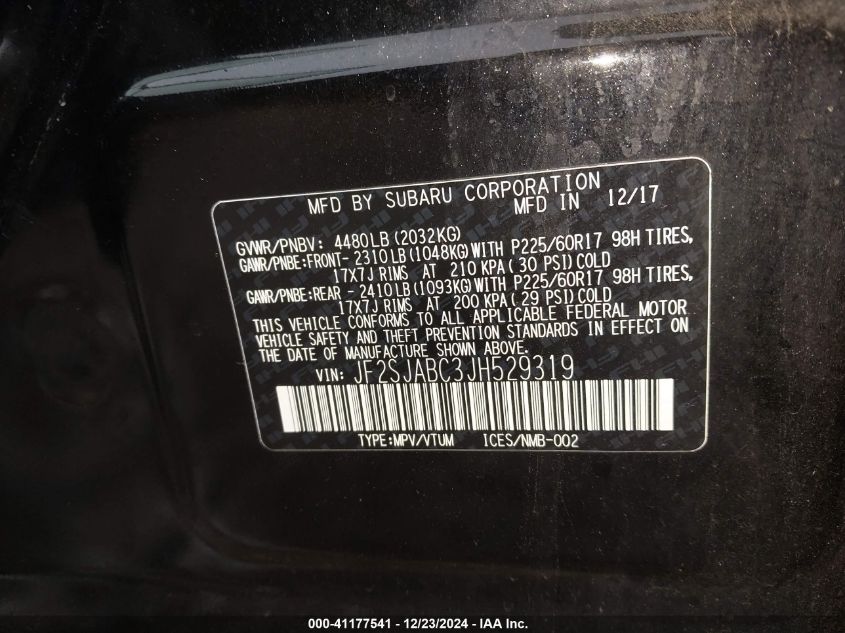 MFD BY SUBARU CORPORATION
MFD IN 12/17
GVWR/PNBV: 4480LB(2032KG)
GAWR/PNBE:FRONT- 2310LB(1048KG)WITH P225/60R17 98H TIRES,
17X7J RIMS AT 210 KPA( 30 PSI)COLD
GAWR/PNBE:REAR - 2410LB(1093KG)WITH P225/60R17 98H TIRES,
17X7J RIMS AT 200 KPA( 29 PSI)COLD
THIS VEHICLE CONFORMS TO ALL APPLICABLE FEDERAL MOTOR
VEHICLE SAFETY AND THEFT PREVENTION STANDARDS IN EFFECT ON
THE DATE OF MANUFACTURE SHOWN ABOVE.
VIN: JF2SJABC3JH529319
TYPE:MPV/VTUM ICES/NMB-002
000-41177541 - 12/23/2024 - IAA Inc.